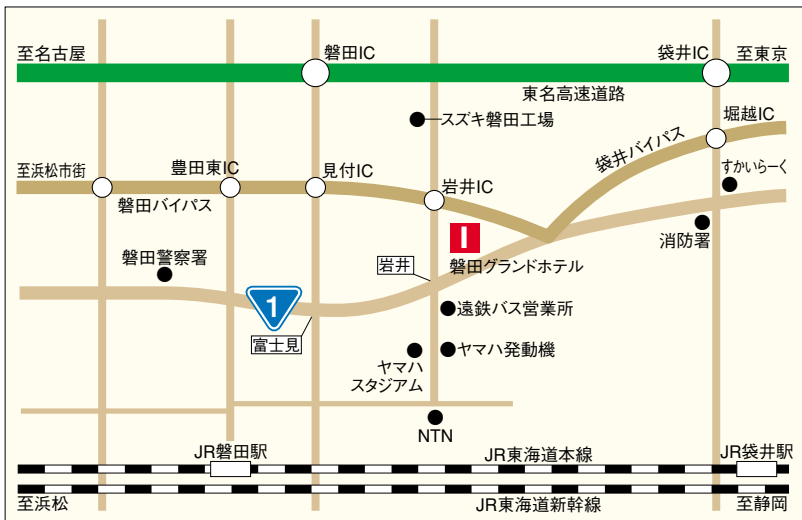 至名古屋
磐田IC
袋井IC
至東京
東名高速道路
スズキ磐田工場
堀越IC
袋井バイパス
至浜松市街
豊田東IC
見付IC
岩井IC
すかいらーく
磐田バイパス
I
消防署
磐田警察署
岩井
磐田グランドホテル
1
遠鉄バス営業所
富士見
ヤマハ
スタジアム
ヤマハ発動機
NTN
JR磐田駅
JR東海道本線
JR袋井駅
至浜松
JR東海道新幹線
至静岡